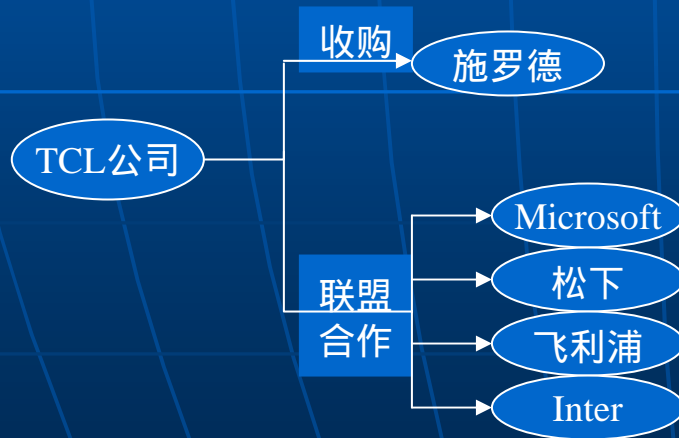 收购
施罗德
TCL公司
Microsoft
联盟
合作
松下
飞利浦
Inter